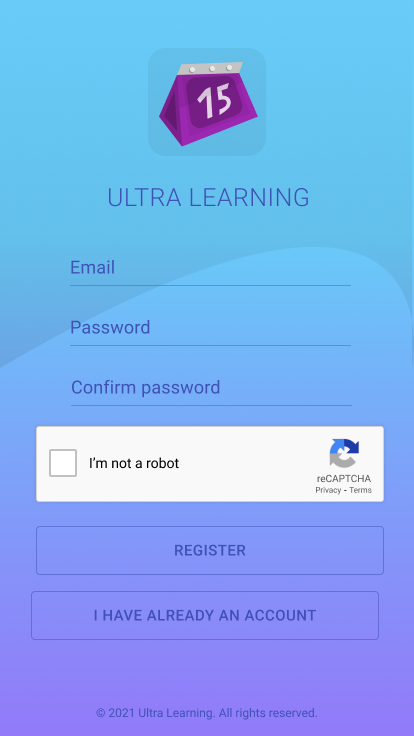 15
ULTRA LEARNING
Email
Password
Confirm password
I'm not a robot
reCAPTCHA
Privacy - Terms
REGISTER
I HAVE ALREADY AN ACCOUNT
© 2021 Ultra Learning. All rights reserved.